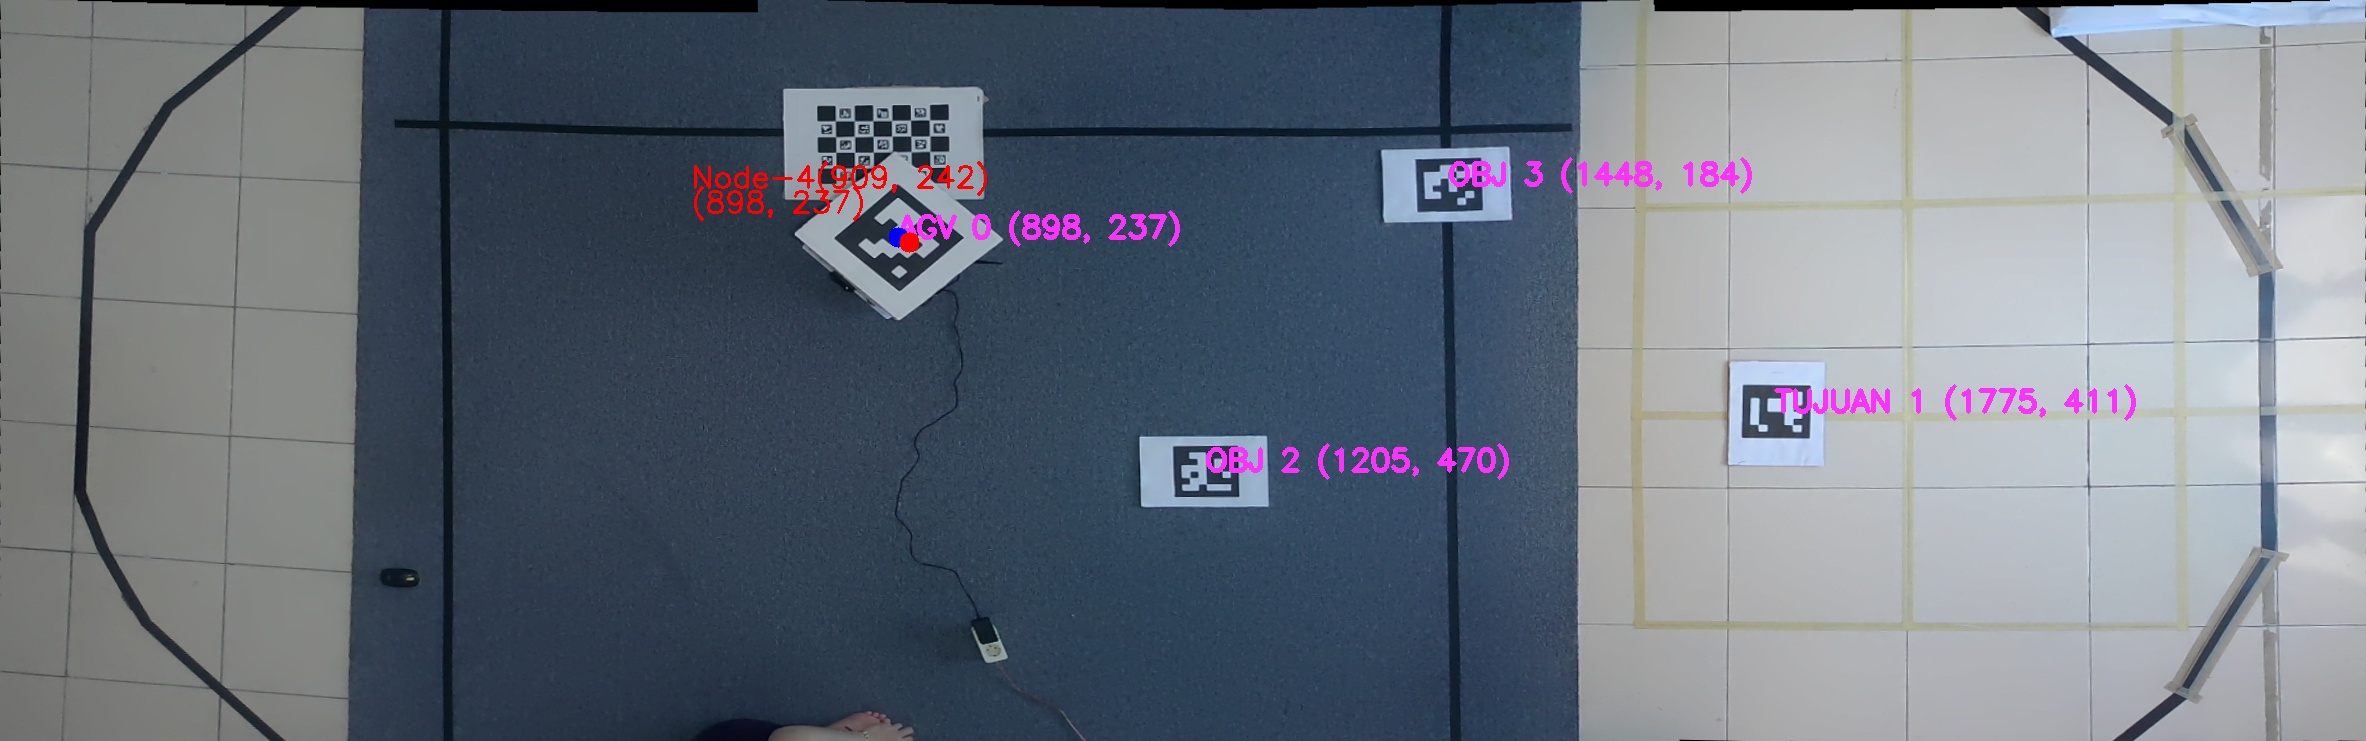 Node-4(909, 242)
(898, 237)
AGV 0 (898, 237)
OBJ 3 (1448, 184)
TUJUAN 1 (1775, 411)
OBJ 2 (1205, 470)